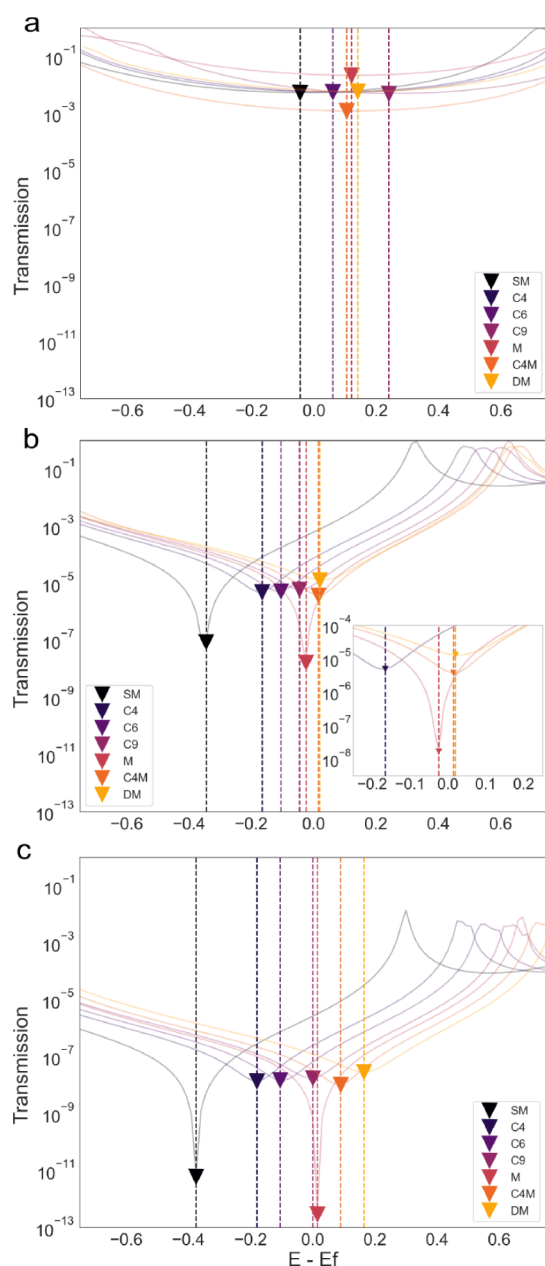 a
10⁻¹
10⁻³
10⁻⁵
10⁻⁷
10⁻⁹
10⁻¹¹
10⁻¹³
Transmission
SM
C4
C6
C9
M
C4M
DM
−0.6 −0.4 −0.2 0.0 0.2 0.4 0.6
b
10⁻¹
10⁻³
10⁻⁵
10⁻⁷
10⁻⁹
10⁻¹¹
10⁻¹³
Transmission
SM
C4
C6
C9
M
C4M
DM
10⁻⁴
10⁻⁵
10⁻⁶
10⁻⁷
10⁻⁸
−0.2 −0.1 0.0 0.1 0.2
−0.6 −0.4 −0.2 0.0 0.2 0.4 0.6
c
10⁻¹
10⁻³
10⁻⁵
10⁻⁷
10⁻⁹
10⁻¹¹
10⁻¹³
Transmission
SM
C4
C6
C9
M
C4M
DM
−0.6 −0.4 −0.2 0.0 0.2 0.4 0.6
E - Ef